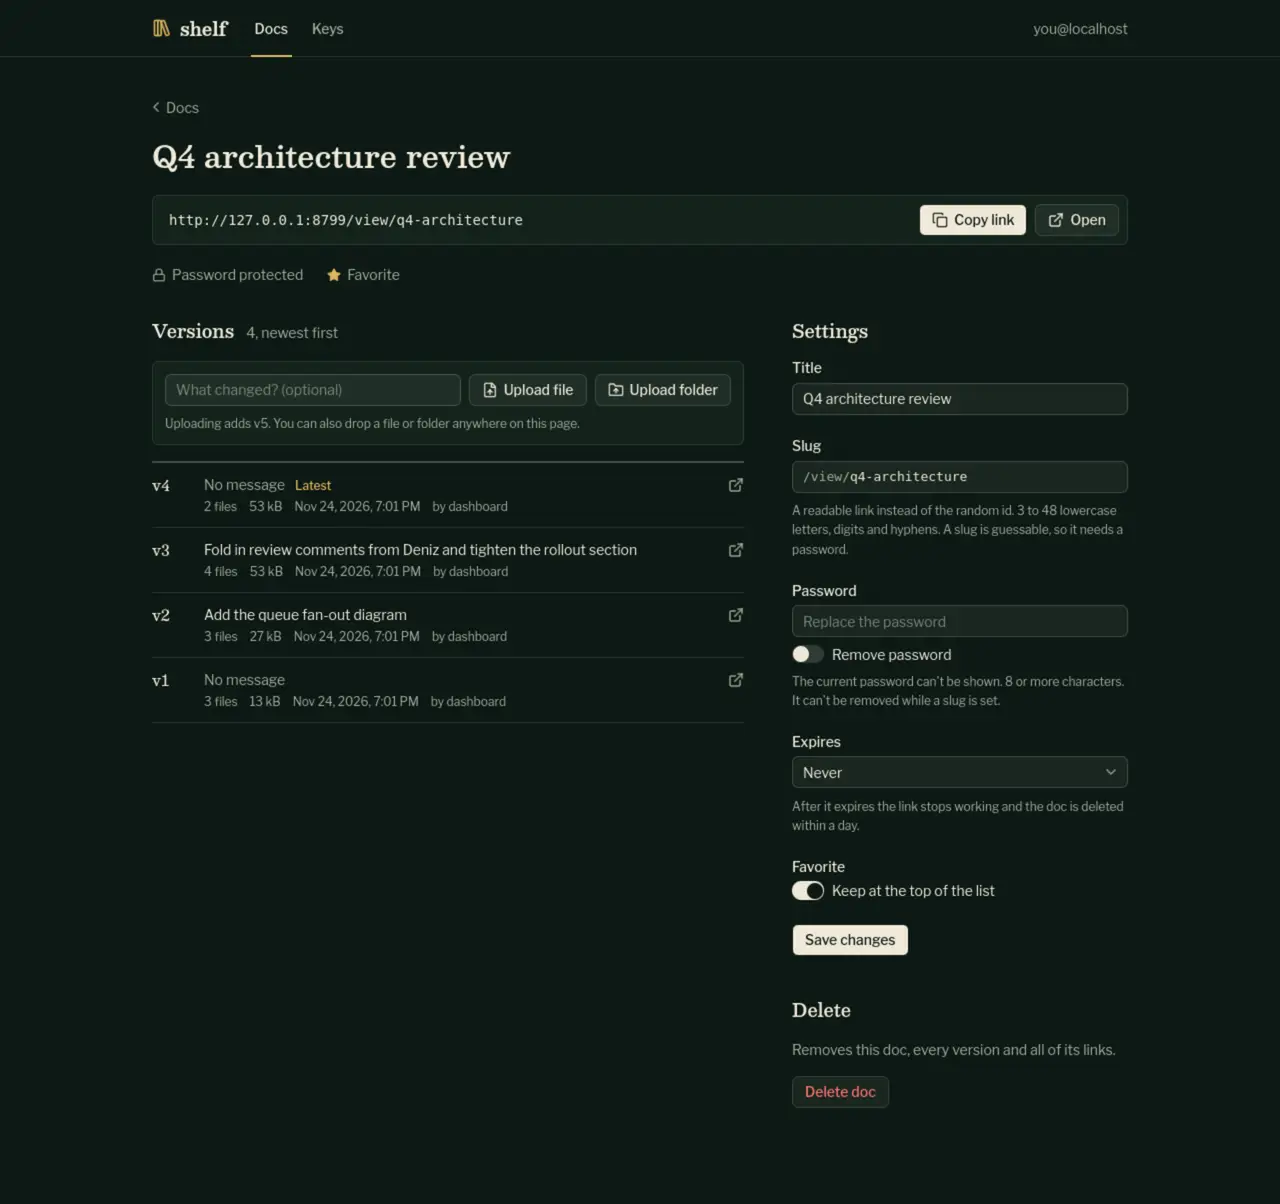 shelf
Docs
Keys
you@localhost
Docs
Q4 architecture review
http://127.0.0.1:8799/view/q4-architecture
Copy link
Open
Password protected
Favorite
Versions 4, newest first
What changed? (optional)
Upload file
Upload folder
Uploading adds v5. You can also drop a file or folder anywhere on this page.
v4 No message Latest
2 files 53 kB Nov 24, 2026, 7:01 PM by dashboard
v3 Fold in review comments from Deniz and tighten the rollout section
4 files 53 kB Nov 24, 2026, 7:01 PM by dashboard
v2 Add the queue fan-out diagram
3 files 27 kB Nov 24, 2026, 7:01 PM by dashboard
v1 No message
3 files 13 kB Nov 24, 2026, 7:01 PM by dashboard
Settings
Title
Q4 architecture review
Slug
/view/q4-architecture
A readable link instead of the random id. 3 to 48 lowercase
letters, digits and hyphens. A slug is guessable, so it needs a
password.
Password
Replace the password
Remove password
The current password can't be shown. 8 or more characters.
It can't be removed while a slug is set.
Expires
Never
After it expires the link stops working and the doc is deleted
within a day.
Favorite
Keep at the top of the list
Save changes
Delete
Removes this doc, every version and all of its links.
Delete doc